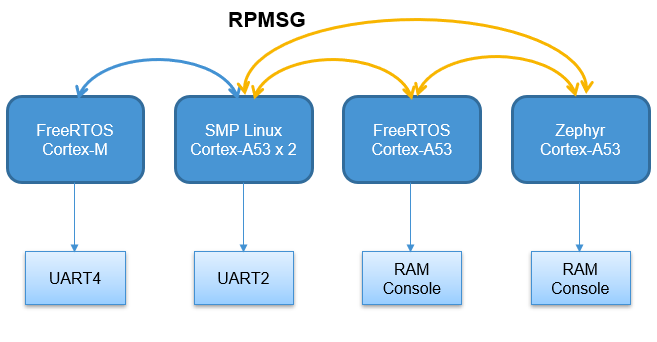 RPMSG
FreeRTOS
Cortex-M
SMP Linux
Cortex-A53 x 2
FreeRTOS
Cortex-A53
Zephyr
Cortex-A53
UART4
UART2
RAM
Console
RAM
Console